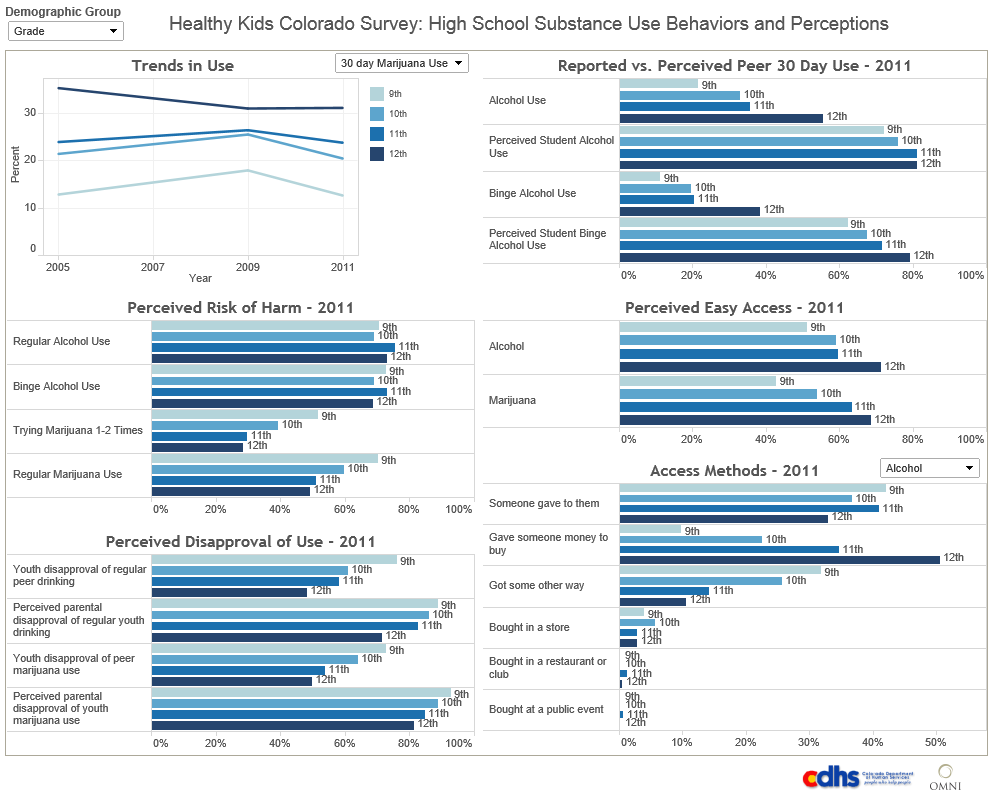 Demographic Group
Grade
Healthy Kids Colorado Survey: High School Substance Use Behaviors and Perceptions
Trends in Use
30 day Marijuana Use
9th
10th
11th
12th
Percent
30
20
10
0
2005
2007
2009
2011
Year
Reported vs. Perceived Peer 30 Day Use - 2011
Alcohol Use
9th
10th
11th
12th
Perceived Student Alcohol
Use
9th
10th
11th
12th
Binge Alcohol Use
9th
10th
11th
12th
Perceived Student Binge
Alcohol Use
9th
10th
11th
12th
0%
20%
40%
60%
80%
100%
Perceived Risk of Harm - 2011
Regular Alcohol Use
9th
10th
11th
12th
Binge Alcohol Use
9th
10th
11th
12th
Trying Marijuana 1-2 Times
9th
10th
11th
12th
Regular Marijuana Use
9th
10th
11th
12th
0%
20%
40%
60%
80%
100%
Perceived Easy Access - 2011
Alcohol
9th
10th
11th
12th
Marijuana
9th
10th
11th
12th
0%
20%
40%
60%
80%
100%
Perceived Disapproval of Use - 2011
Youth disapproval of regular
peer drinking
9th
10th
11th
12th
Perceived parental
disapproval of regular youth
drinking
9th
10th
11th
12th
Youth disapproval of peer
marijuana use
9th
10th
11th
12th
Perceived parental
disapproval of youth
marijuana use
9th
10th
11th
12th
0%
20%
40%
60%
80%
100%
Access Methods - 2011
Alcohol
Someone gave to them
9th
10th
11th
12th
Gave someone money to
buy
9th
10th
11th
12th
Got some other way
9th
10th
11th
12th
Bought in a store
9th
10th
11th
12th
Bought in a restaurant or
club
9th
10th
11th
12th
Bought at a public event
9th
10th
11th
12th
0%
10%
20%
30%
40%
50%
cdhs
Colorado Department
of Human Services
people who help people
OMNI